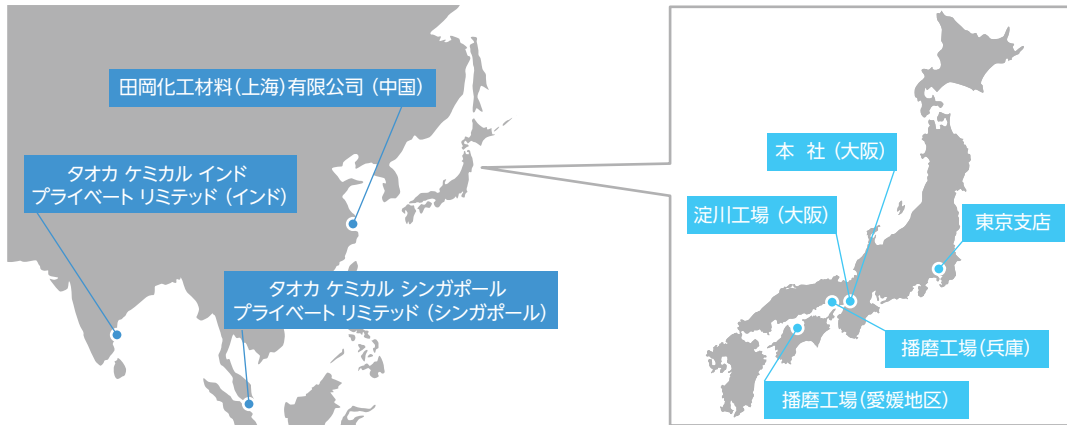 田岡化工材料(上海)有限公司 (中国)
タオカ ケミカル インド
プライベート リミテッド (インド)
タオカ ケミカル シンガポール
プライベート リミテッド (シンガポール)
本 社 (大阪)
淀川工場 (大阪)
東京支店
播磨工場(兵庫)
播磨工場(愛媛地区)